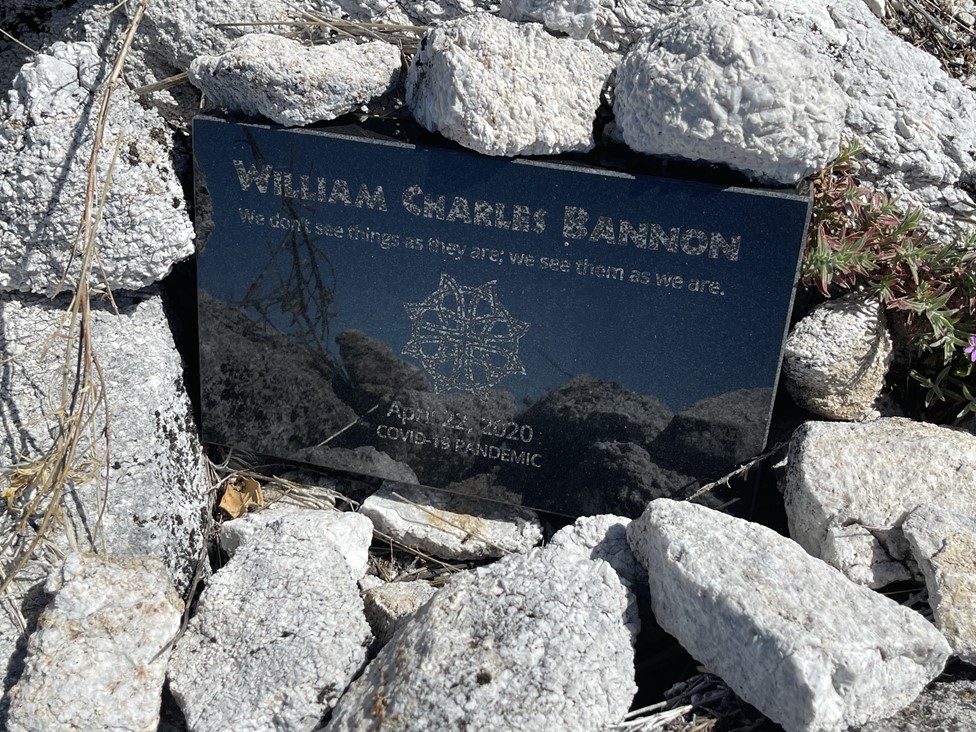 WILLIAM CHARLES BANNON
We don't see things as they are; we see them as we are.
April 22, 2020
COVID-19 PANDEMIC